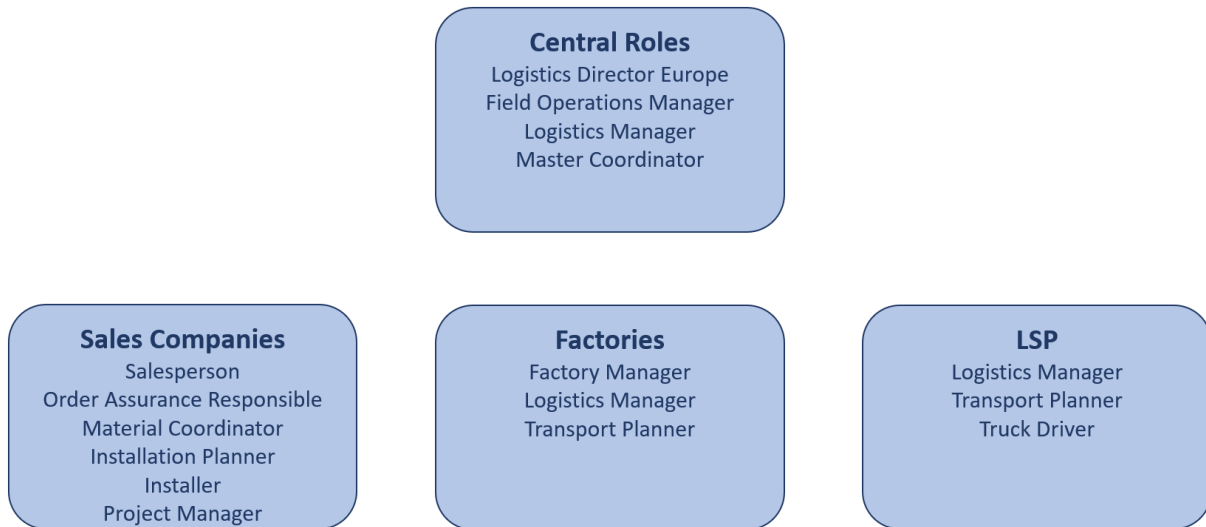 Central Roles
Logistics Director Europe
Field Operations Manager
Logistics Manager
Master Coordinator
Sales Companies
Salesperson
Order Assurance Responsible
Material Coordinator
Installation Planner
Installer
Project Manager
Factories
Factory Manager
Logistics Manager
Transport Planner
LSP
Logistics Manager
Transport Planner
Truck Driver